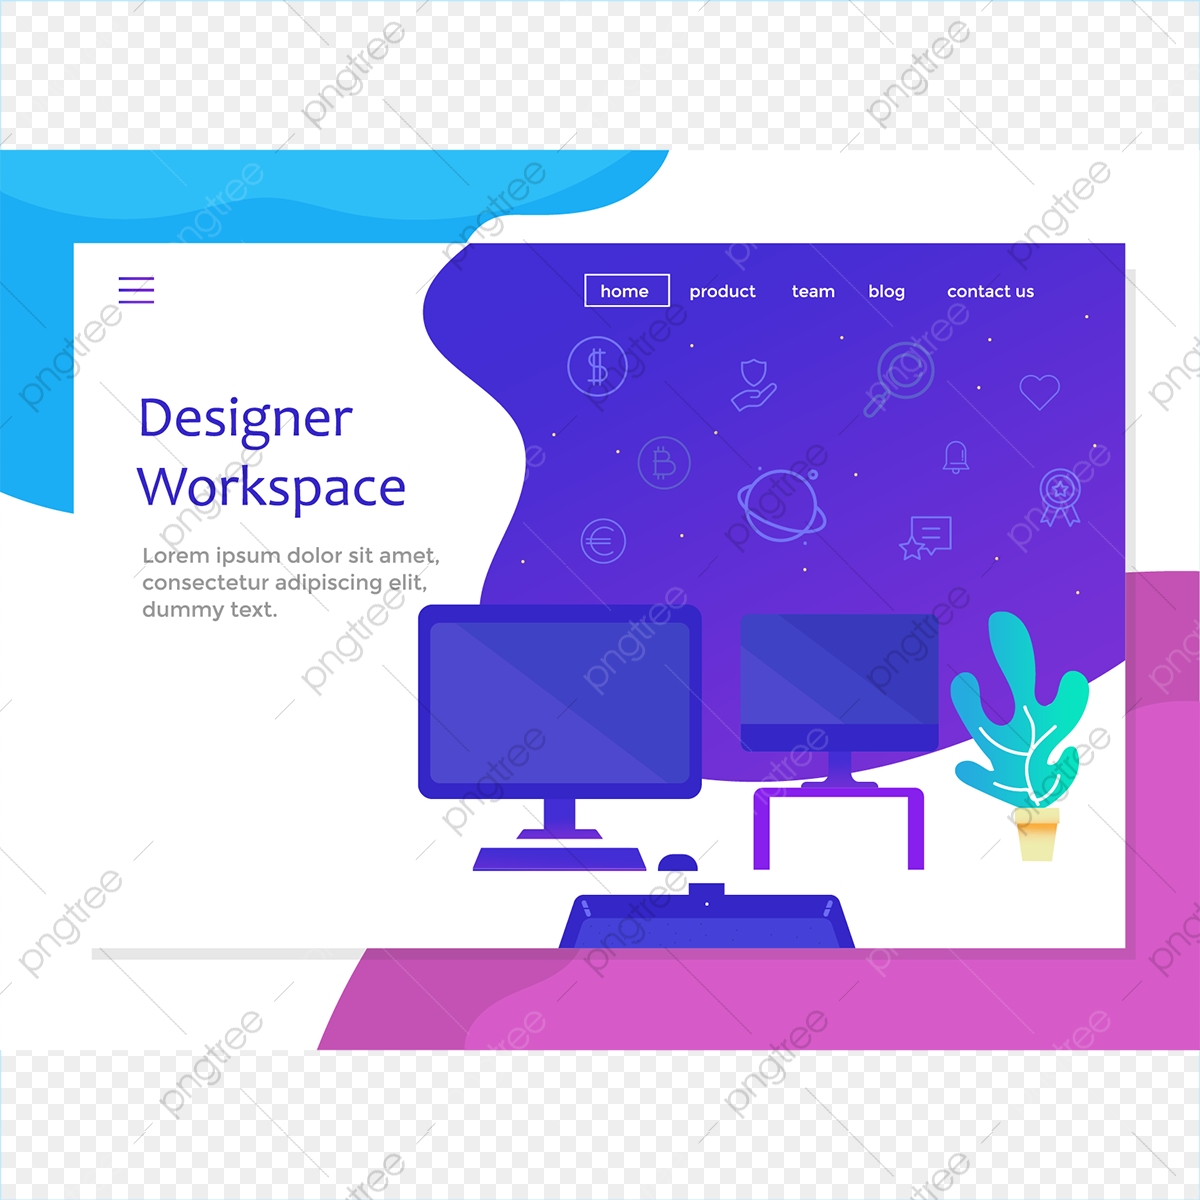 home product team blog contact us
Designer
Workspace
Lorem ipsum dolor sit amet,
consectetur adipiscing elit,
dummy text.
pngtree